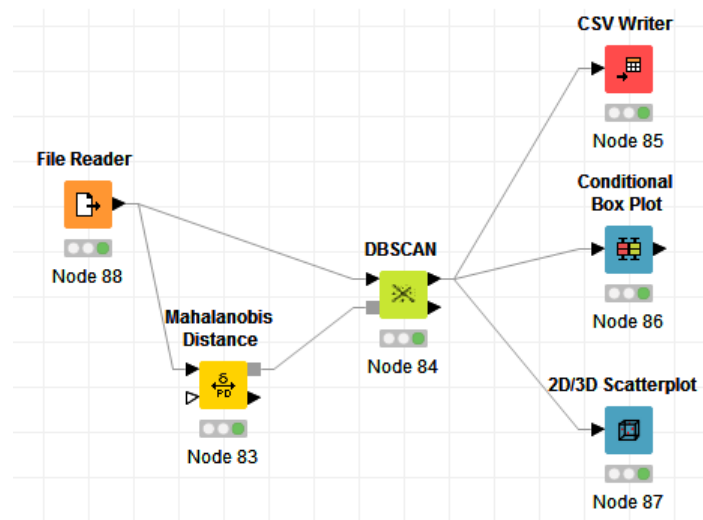 CSV Writer
Node 85
File Reader
Node 88
Conditional
Box Plot
Node 86
DBSCAN
Node 84
Mahalanobis
Distance
δ
PD
Node 83
2D/3D Scatterplot
Node 87